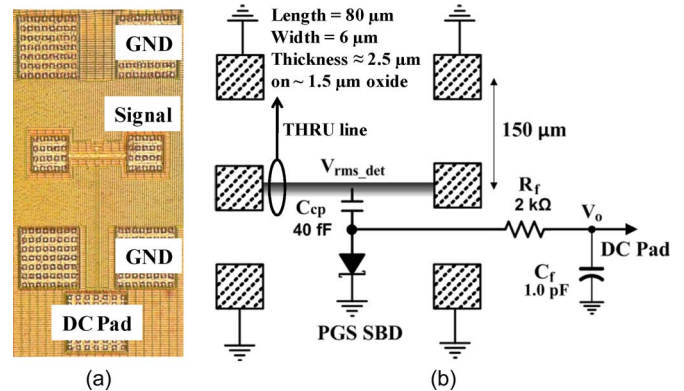 GND
Signal
GND
DC Pad
(a)
Length = 80 µm
Width = 6 µm
Thickness ≈ 2.5 µm
on ~ 1.5 µm oxide
THRU line
150 µm
Vrms_det
Ccp
40 fF
Rf
2 kΩ
Vo
DC Pad
Cf
1.0 pF
PGS SBD
(b)